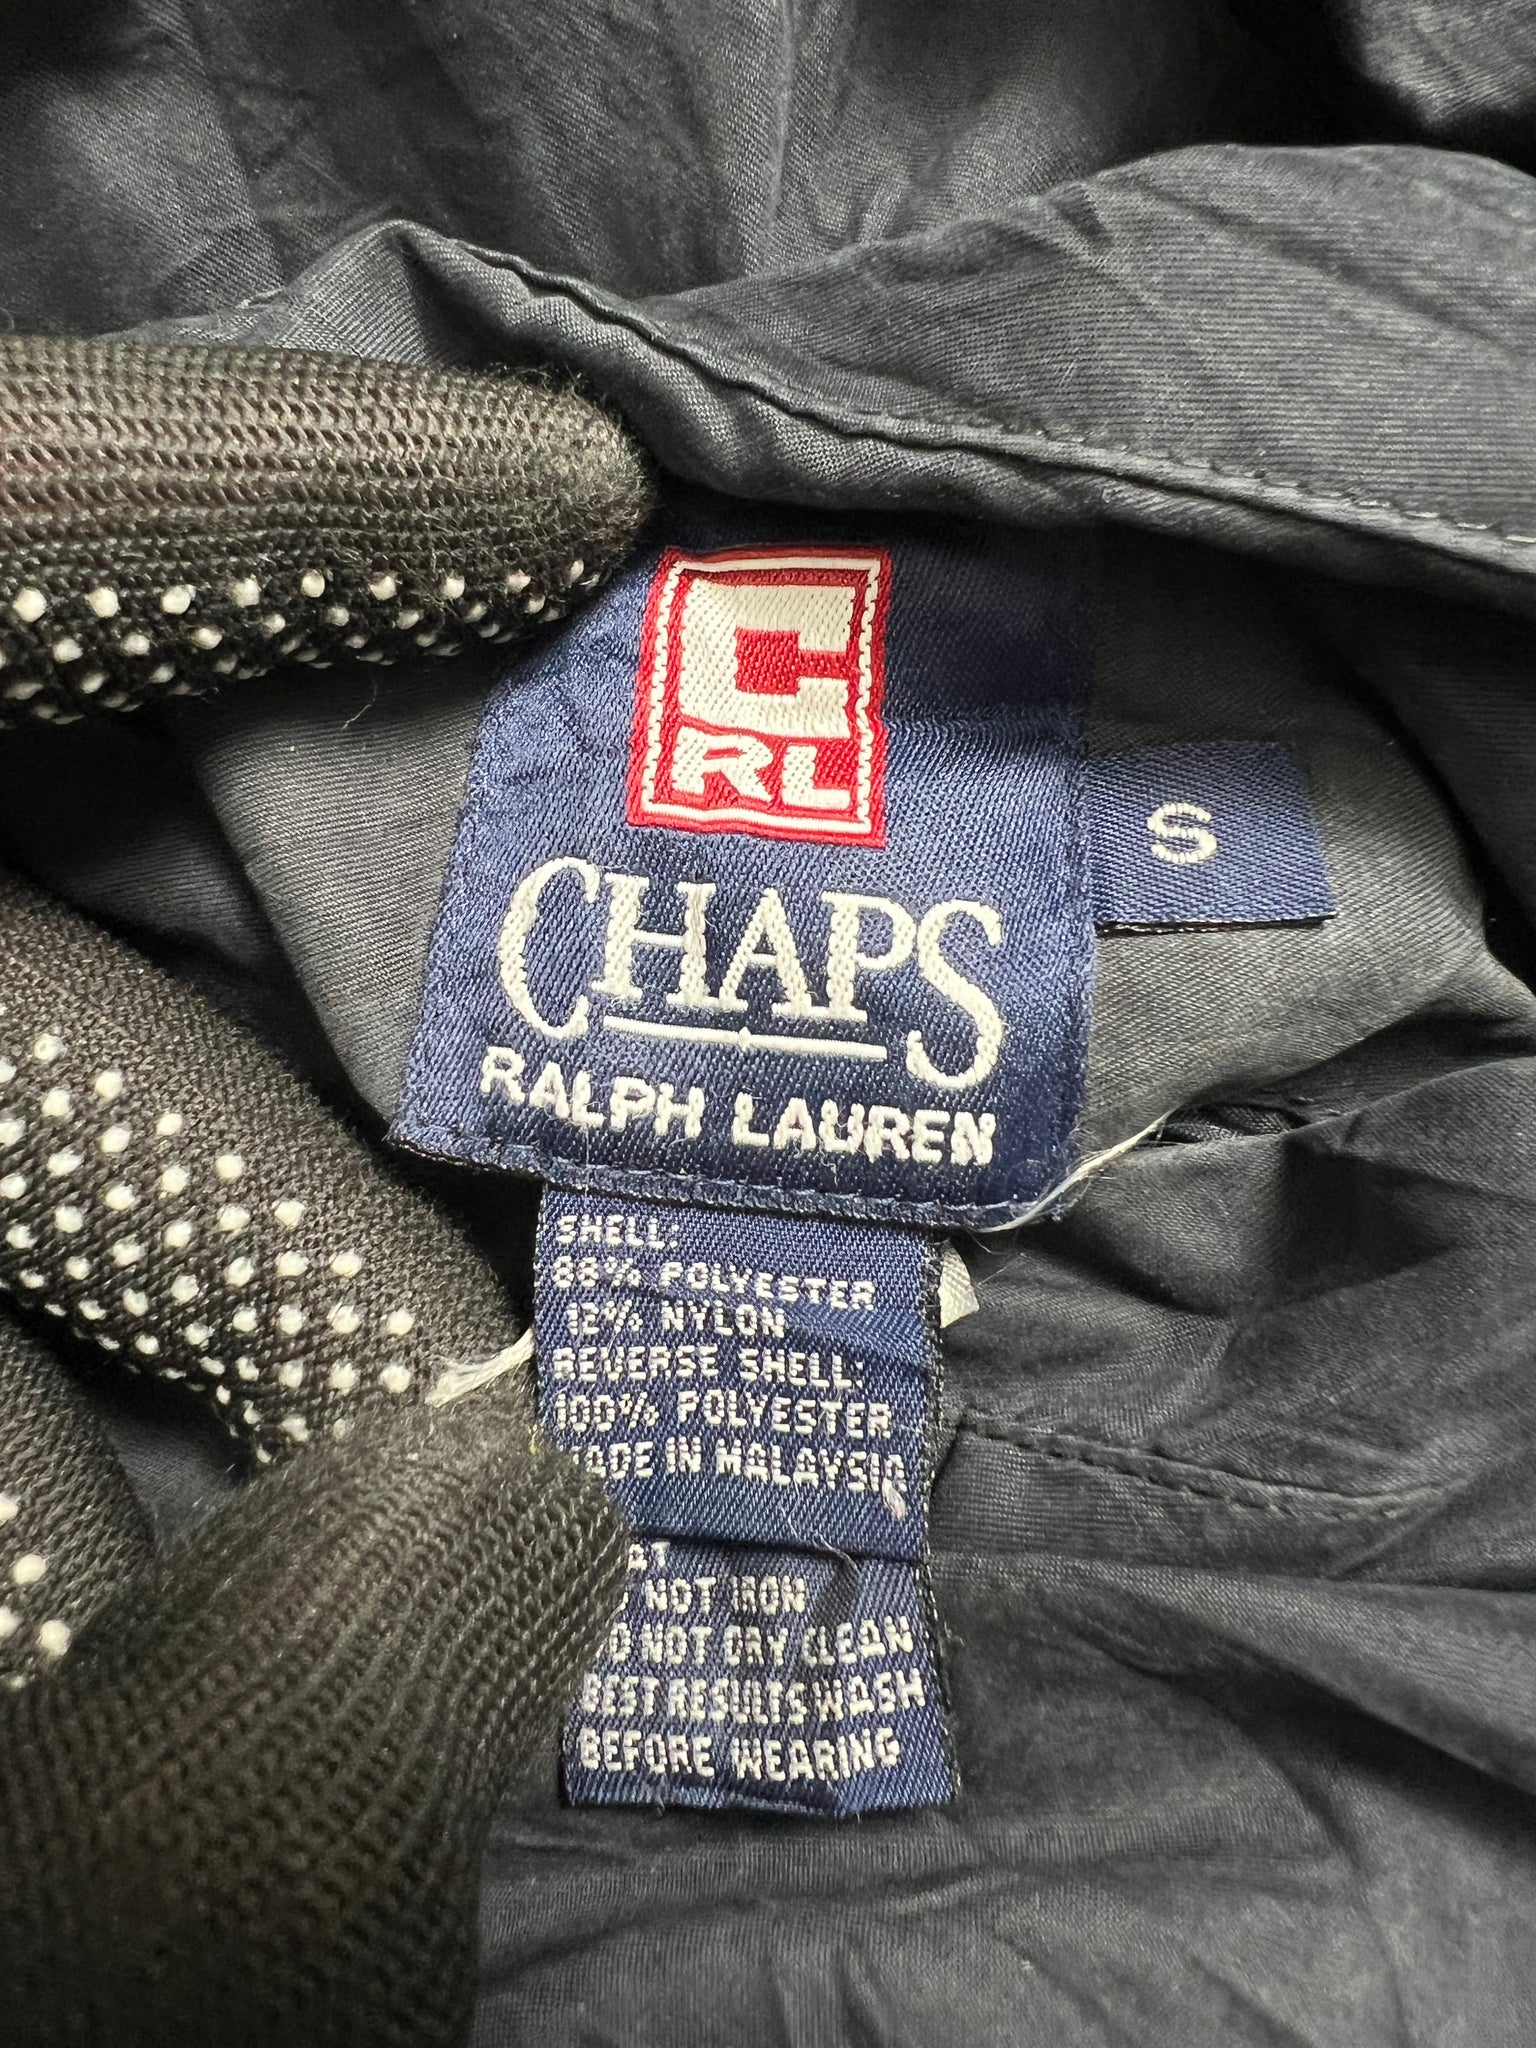 C
RL
CHAPS
RALPH LAUREN
S
SHELL:
88% POLYESTER
12% NYLON
REVERSE SHELL:
100% POLYESTER
MADE IN MALAYSIA
NOT IRON
NOT DRY CLEAN
BEST RESULTS WASH
BEFORE WEARING